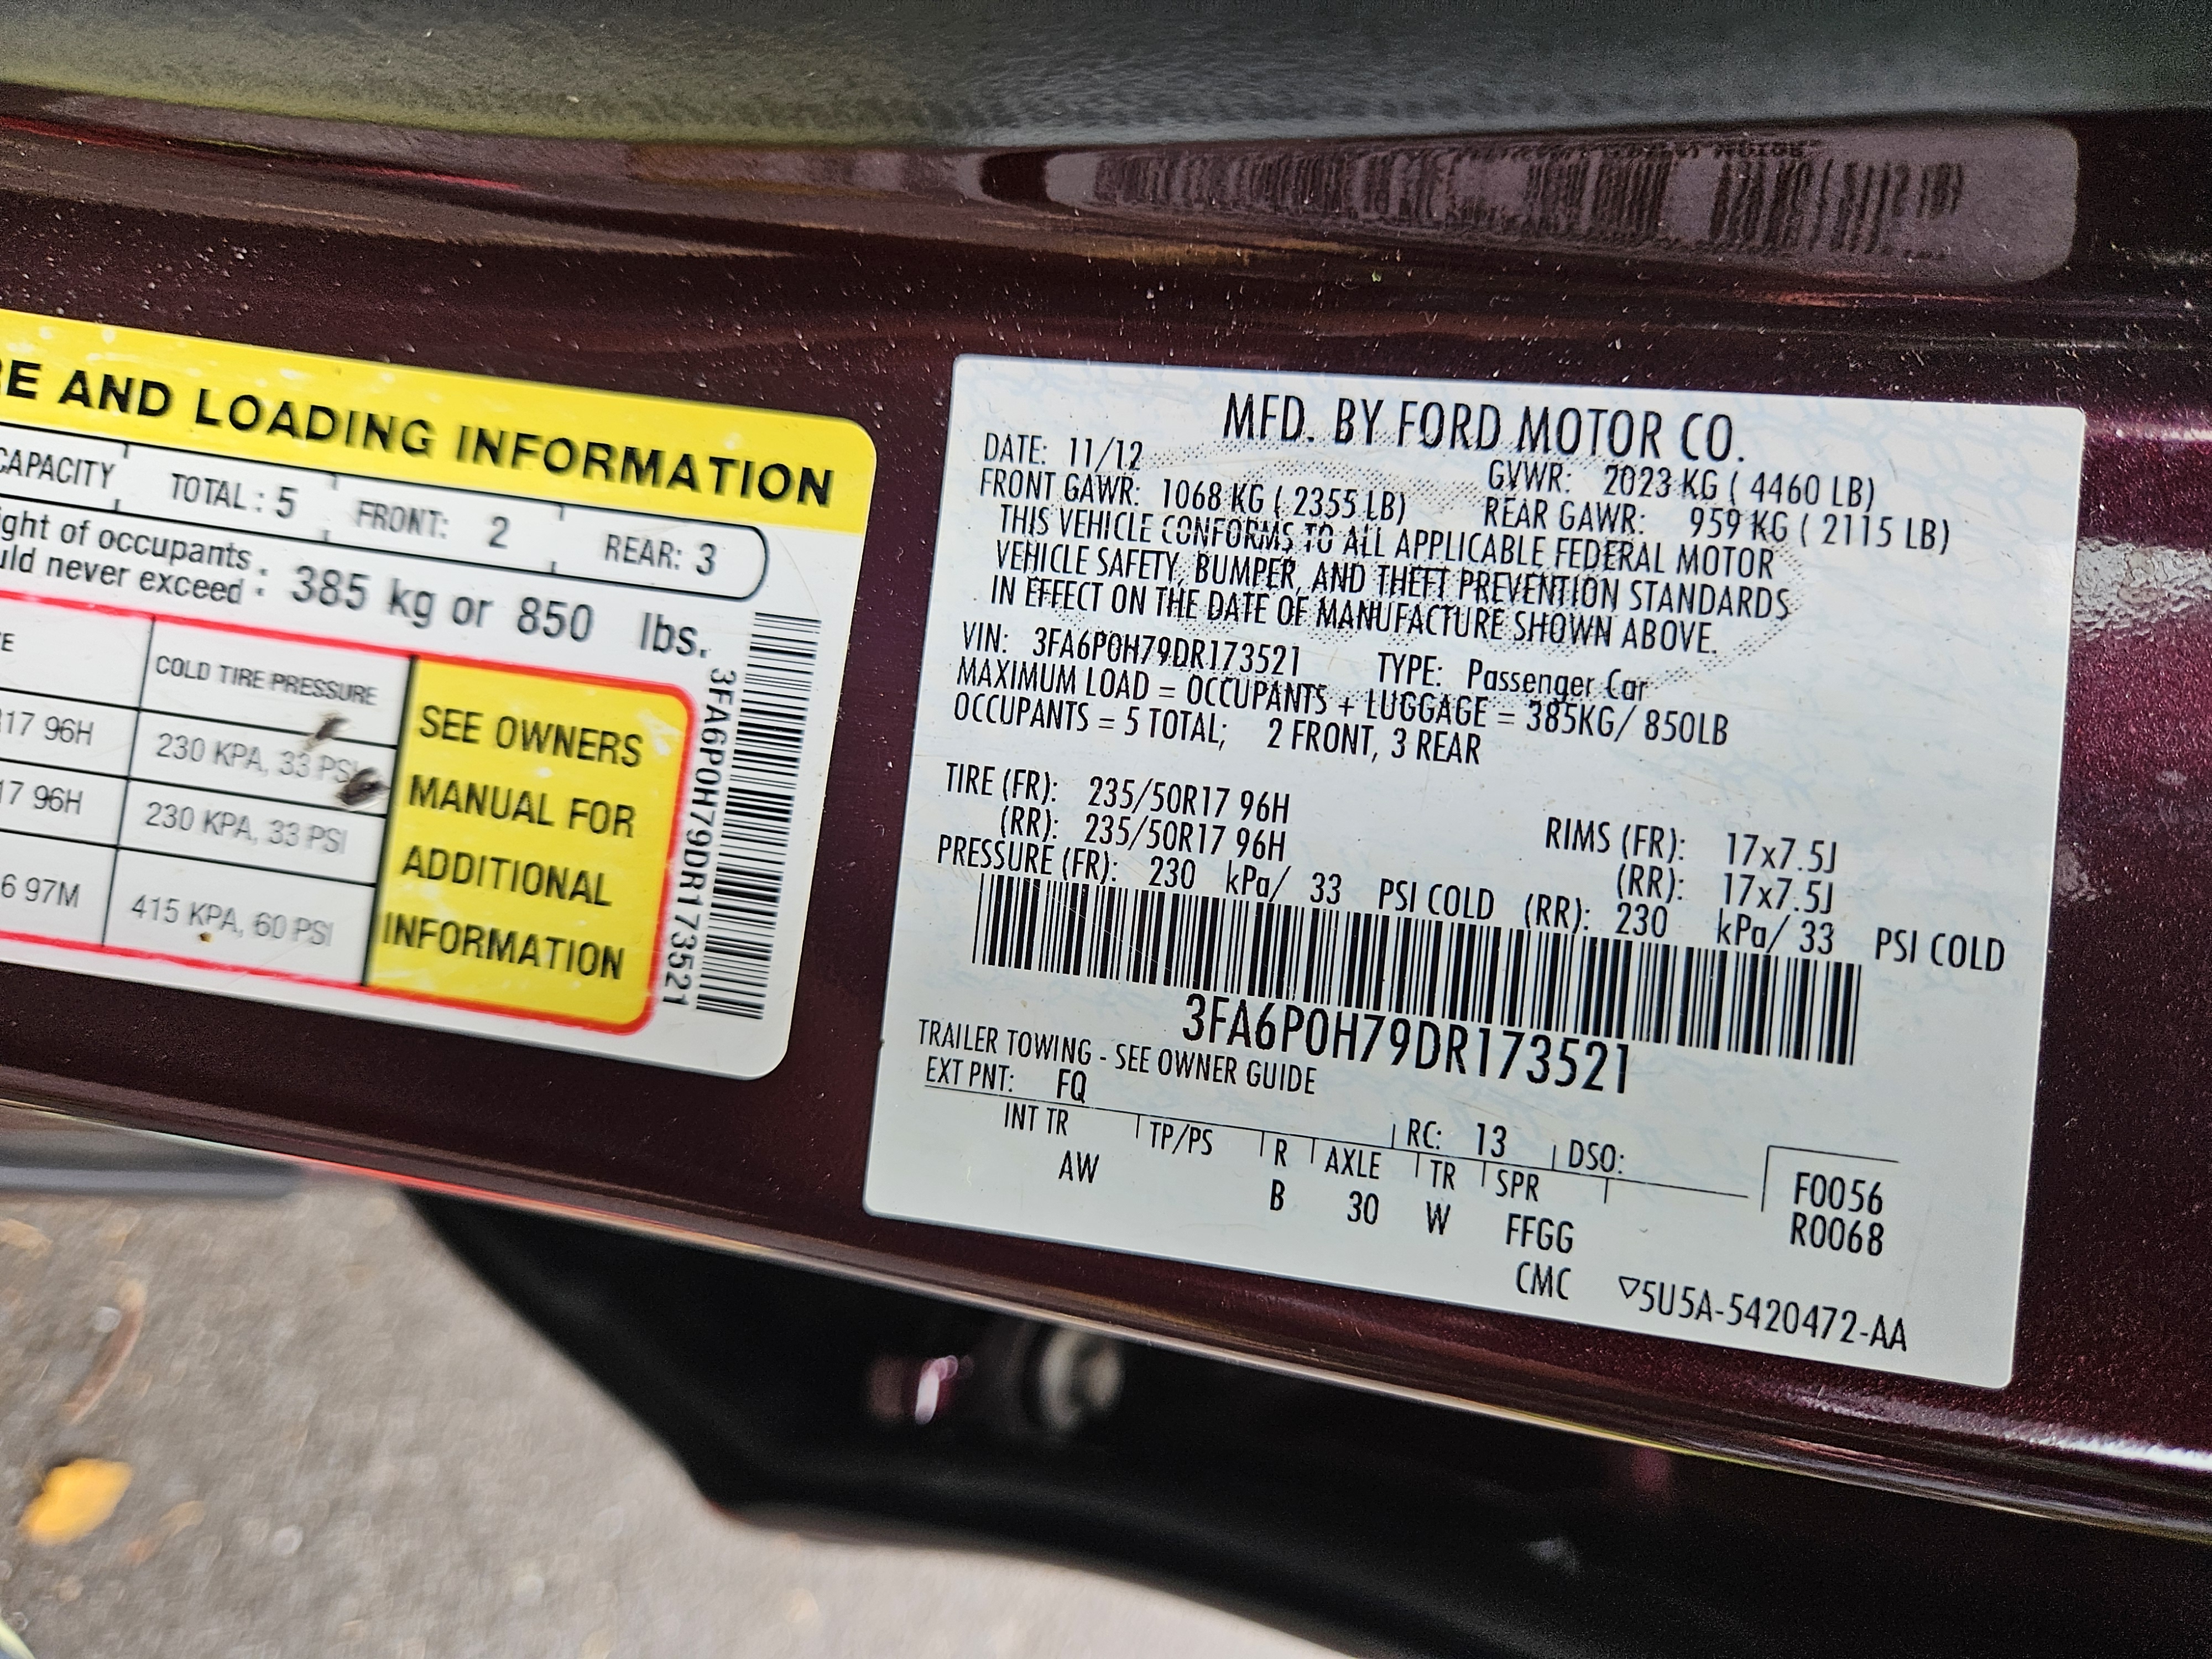 RE AND LOADING INFORMATION
CAPACITY TOTAL : 5 FRONT: 2 REAR: 3
ight of occupants
uld never exceed : 385 kg or 850 lbs.
E COLD TIRE PRESSURE
R17 96H 230 KPA, 33 PSI
17 96H 230 KPA, 33 PSI
6 97M 415 KPA, 60 PSI
SEE OWNERS
MANUAL FOR
ADDITIONAL
INFORMATION
3FA6P0H79DR173521
MFD. BY FORD MOTOR CO.
DATE: 11/12 GVWR: 2023 KG ( 4460 LB)
FRONT GAWR: 1068 KG ( 2355 LB) REAR GAWR: 959 KG ( 2115 LB)
THIS VEHICLE CONFORMS TO ALL APPLICABLE FEDERAL MOTOR
VEHICLE SAFETY, BUMPER, AND THEFT PREVENTION STANDARDS
IN EFFECT ON THE DATE OF MANUFACTURE SHOWN ABOVE.
VIN: 3FA6P0H79DR173521 TYPE: Passenger Car
MAXIMUM LOAD = OCCUPANTS + LUGGAGE = 385KG/ 850LB
OCCUPANTS = 5 TOTAL; 2 FRONT, 3 REAR
TIRE (FR): 235/50R17 96H RIMS (FR): 17x7.5J
(RR): 235/50R17 96H (RR): 17x7.5J
PRESSURE (FR): 230 kPa/ 33 PSI COLD (RR): 230 kPa/ 33 PSI COLD
3FA6P0H79DR173521
TRAILER TOWING - SEE OWNER GUIDE
EXT PNT: FQ RC: 13 DSO:
INT TR TP/PS R AXLE TR SPR F0056
AW B 30 W FFGG R0068
CMC ▽5U5A-5420472-AA